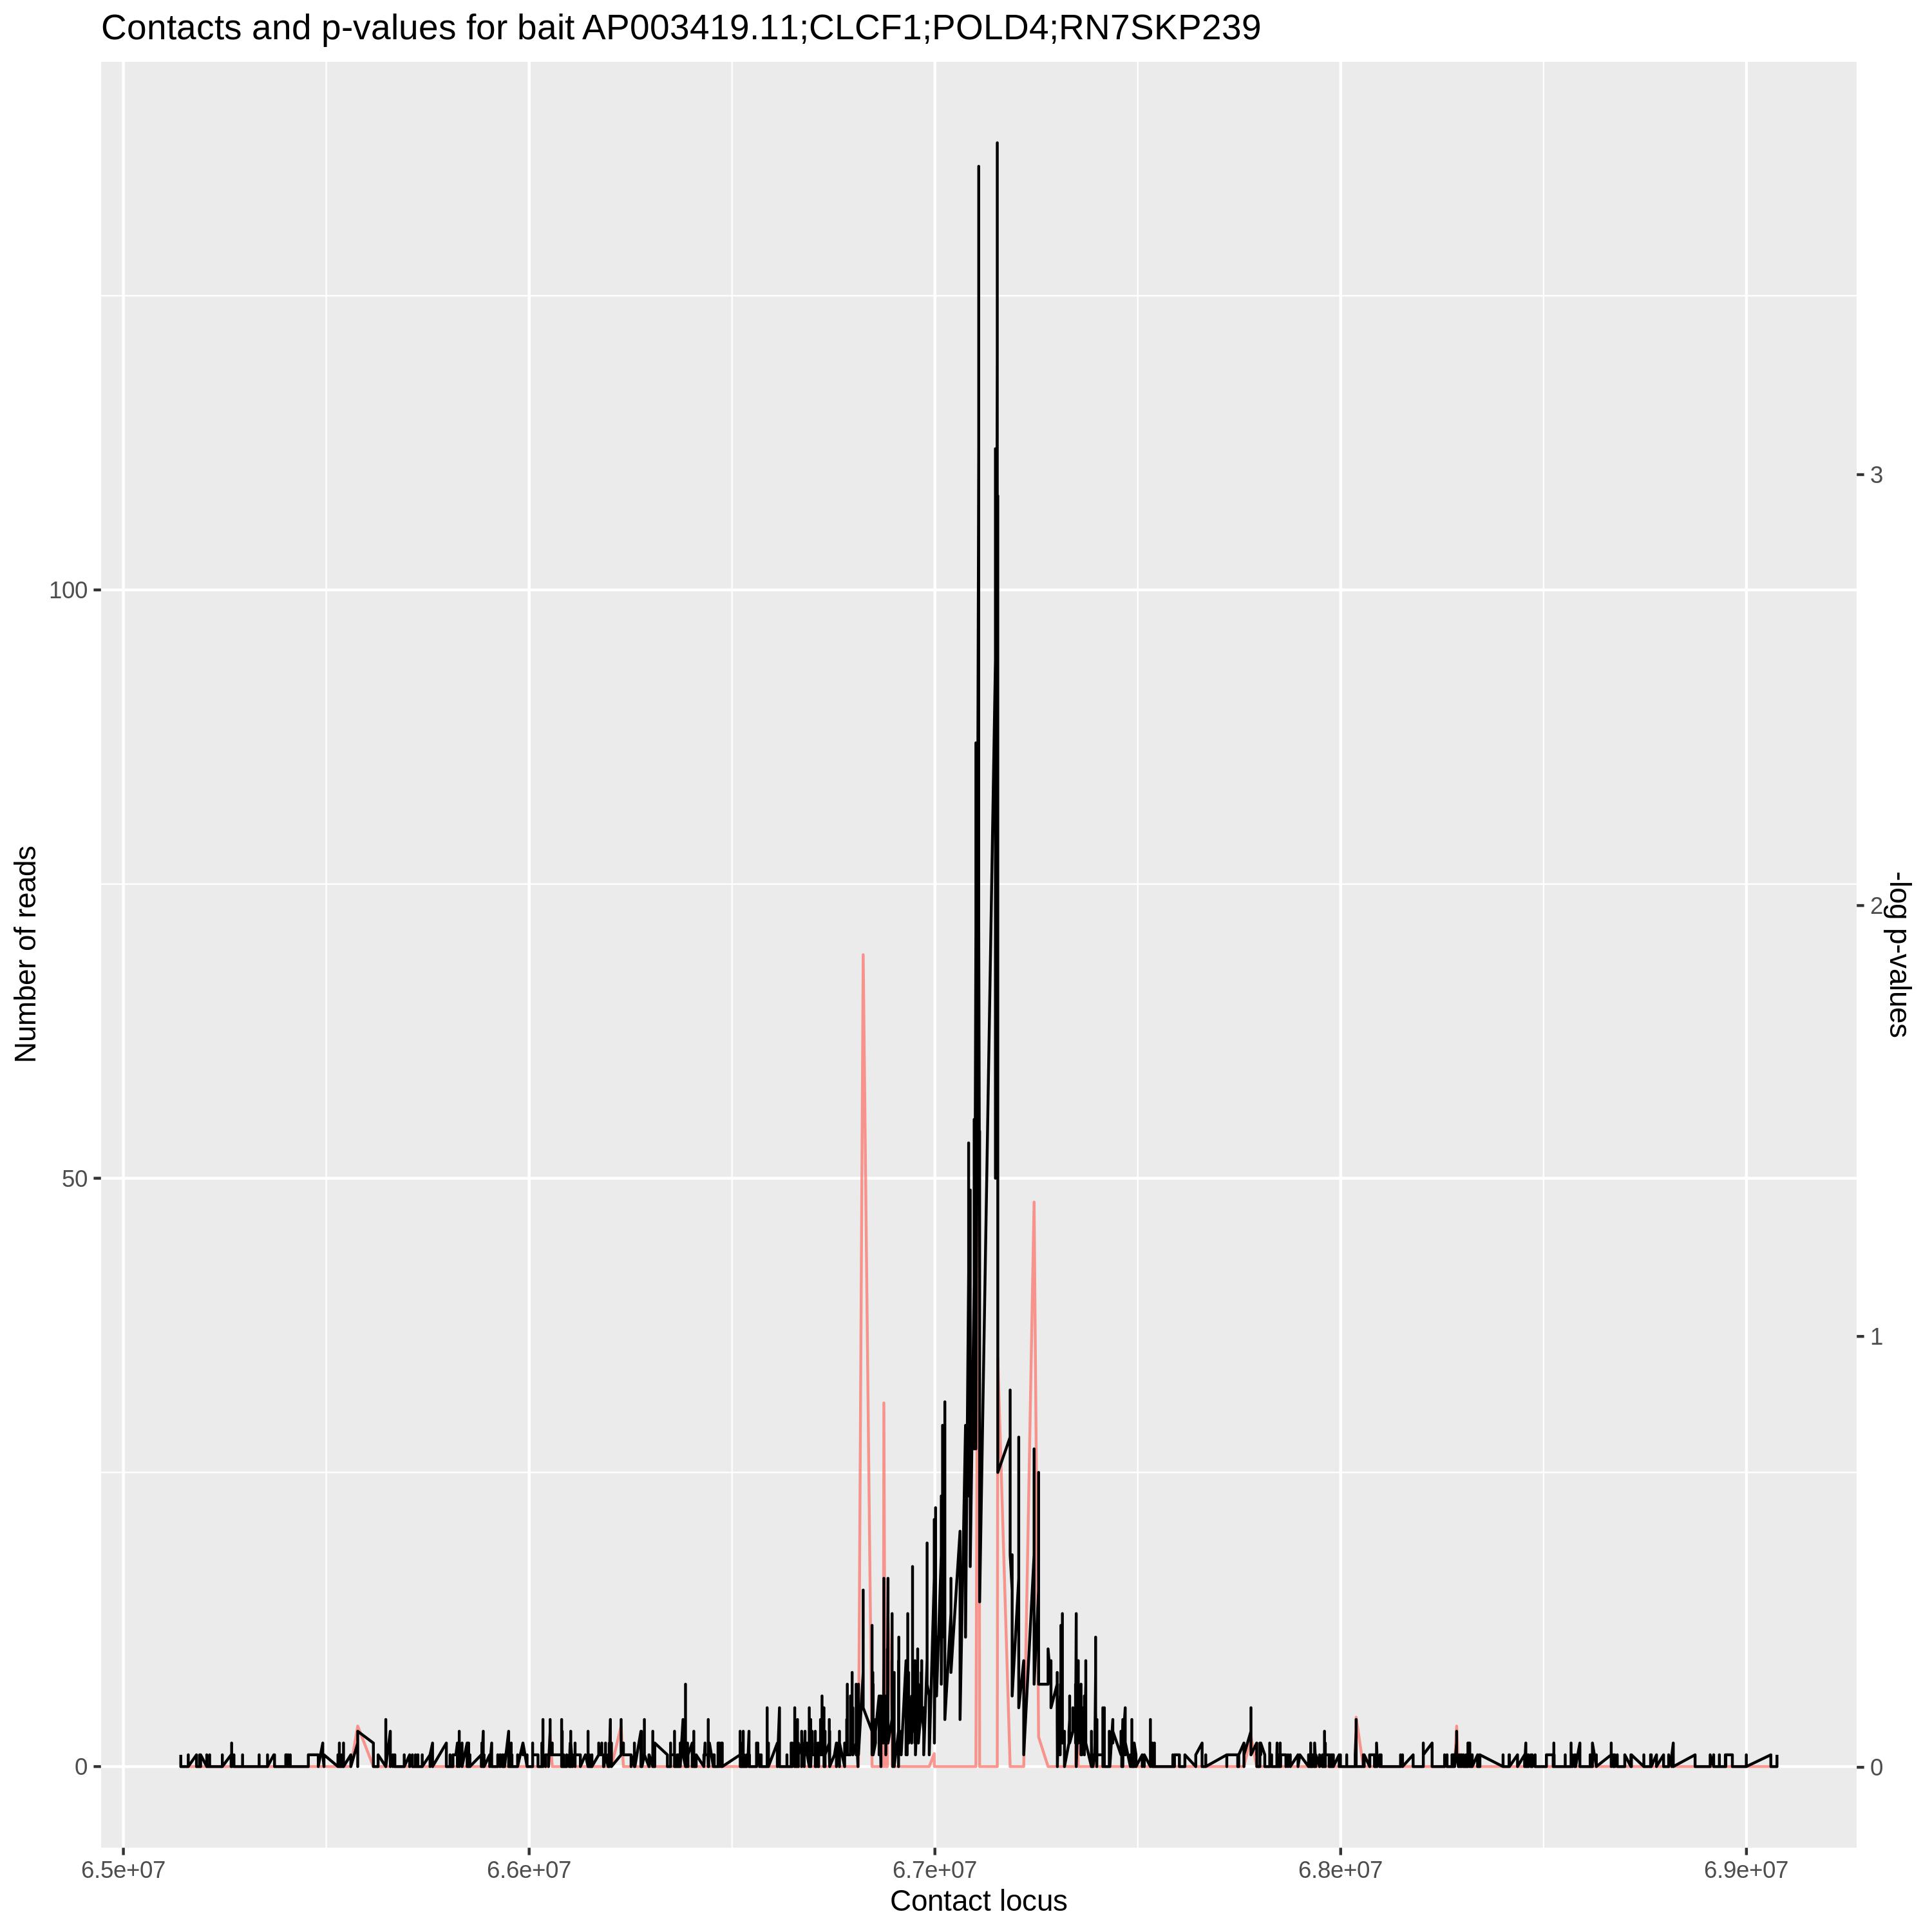 Contacts and p-values for bait AP003419.11;CLCF1;POLD4;RN7SKP239
Number of reads
100
50
0
3
2
1
0
-log p-values
6.5e+07 6.6e+07 6.7e+07 6.8e+07 6.9e+07
Contact locus